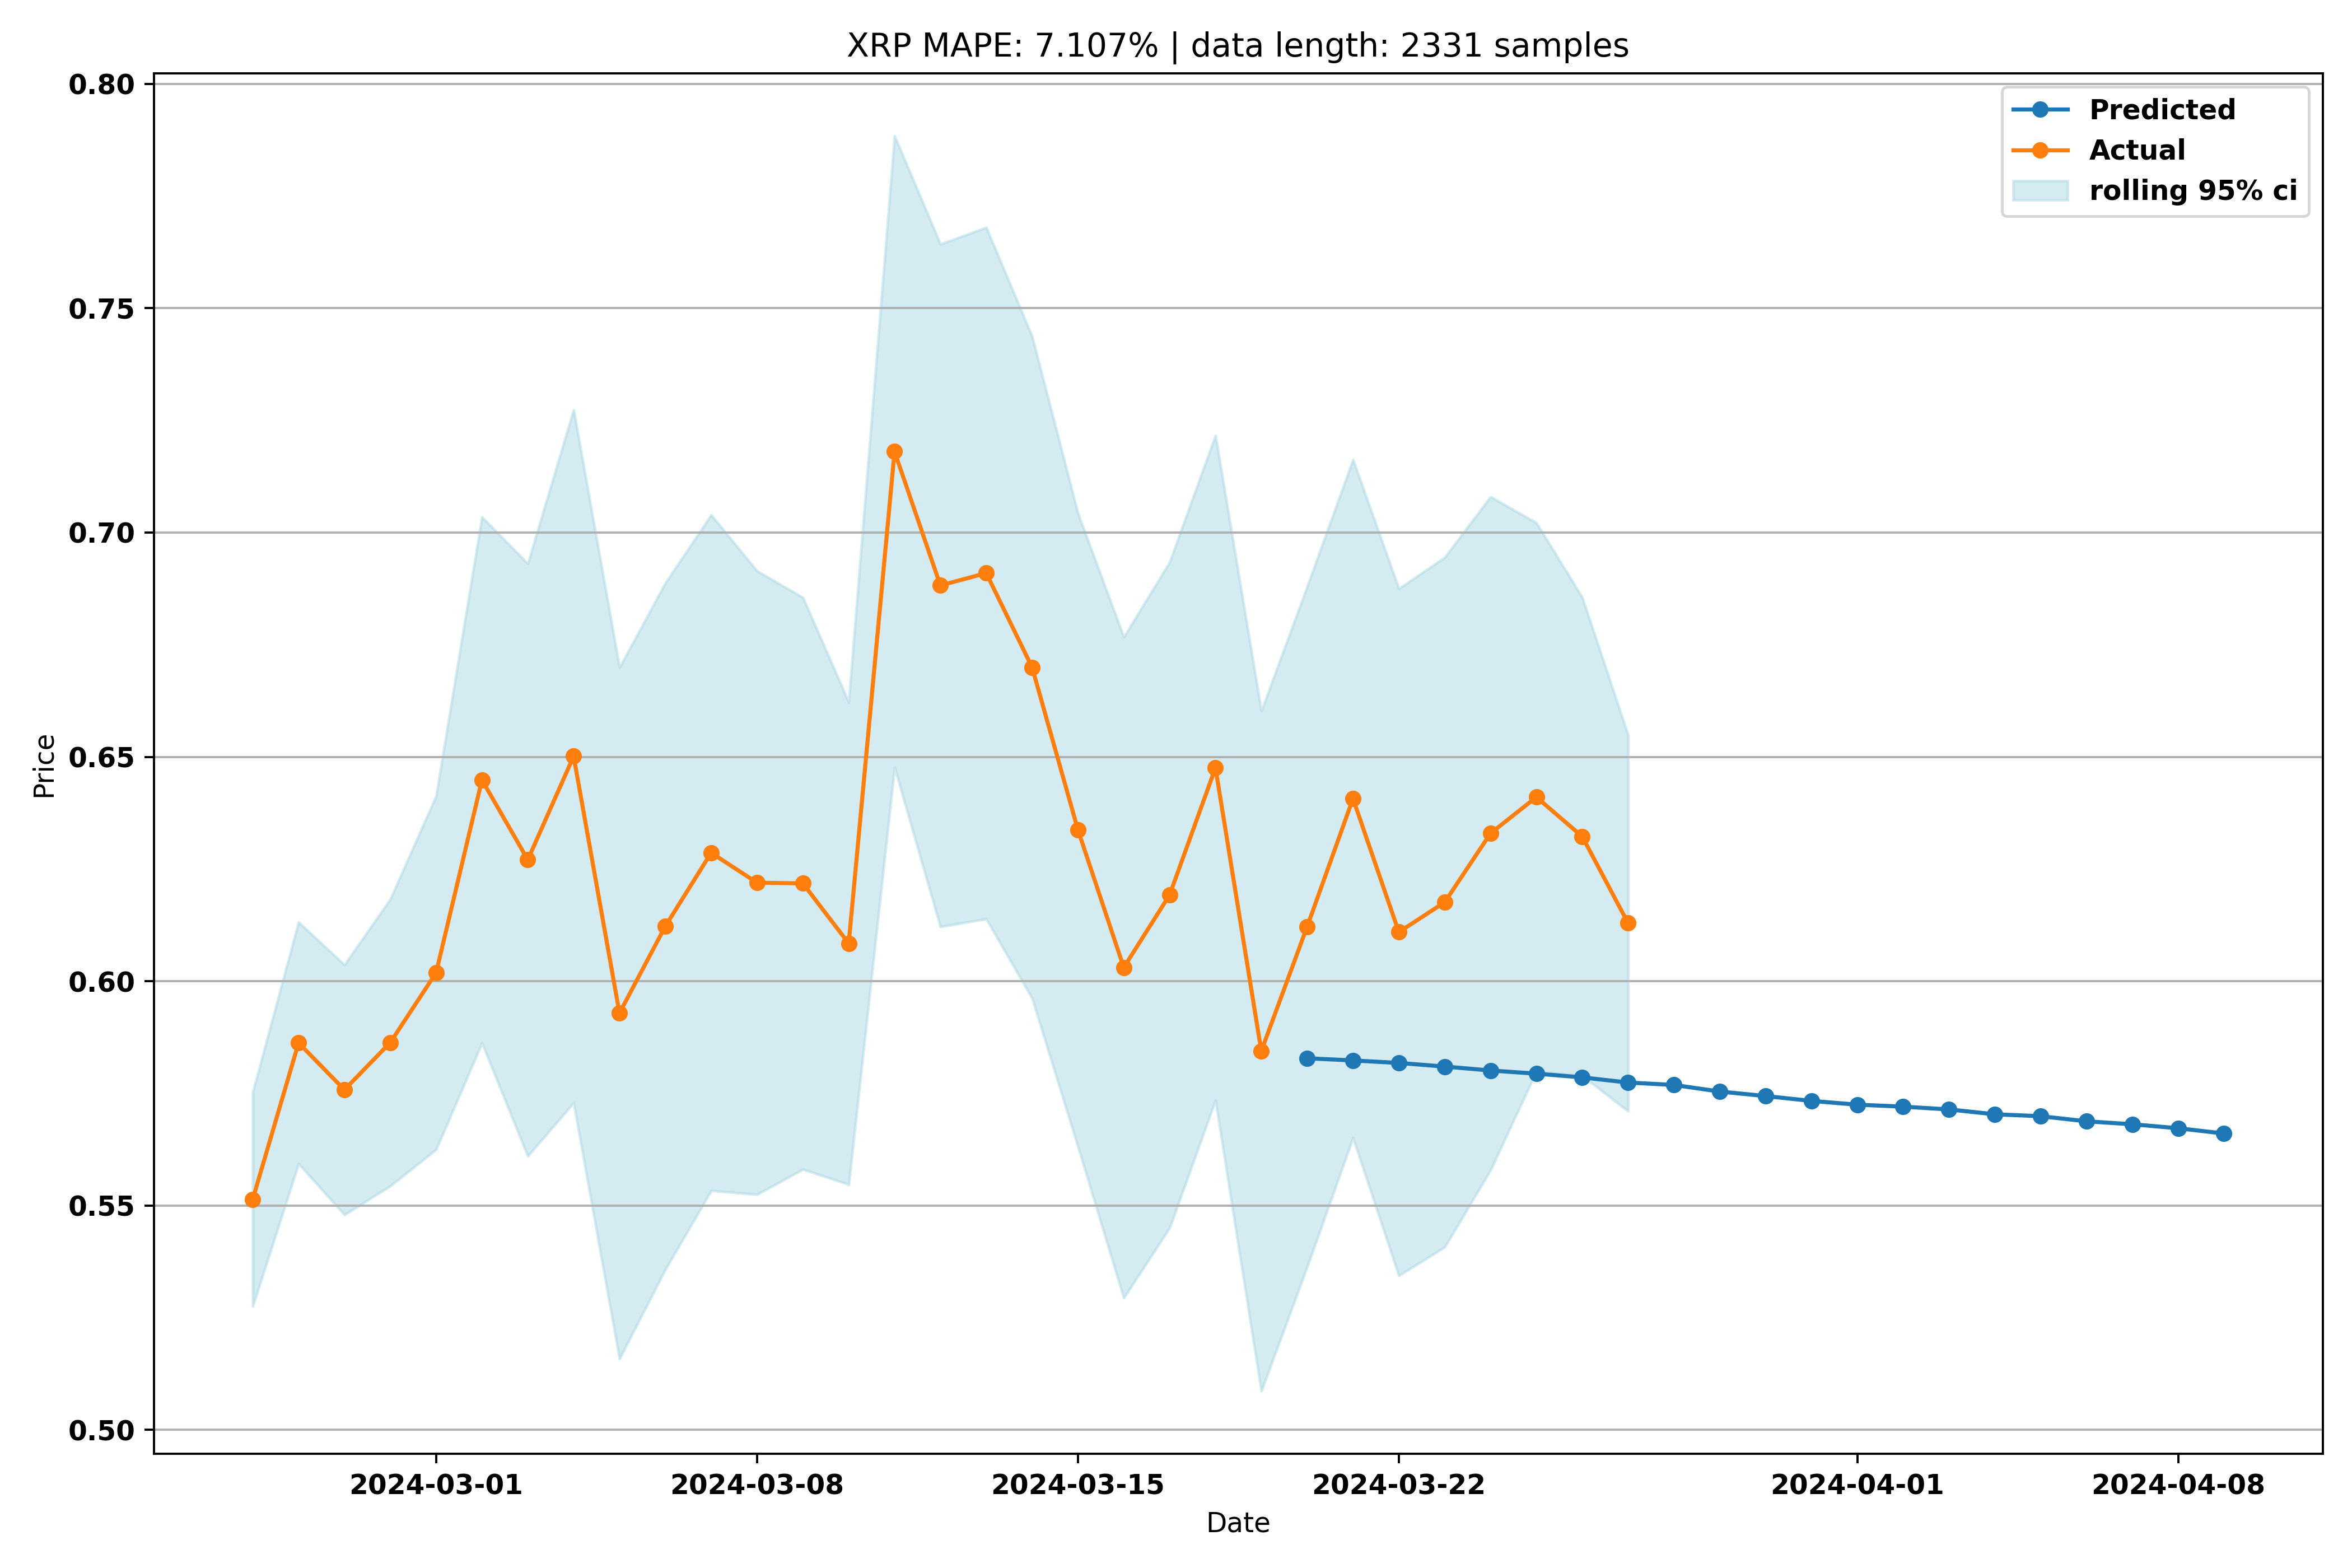 XRP MAPE: 7.107% | data length: 2331 samples
Predicted
Actual
rolling 95% ci
0.80
0.75
0.70
0.65
0.60
0.55
0.50
Price
2024-03-01
2024-03-08
2024-03-15
2024-03-22
2024-04-01
2024-04-08
Date